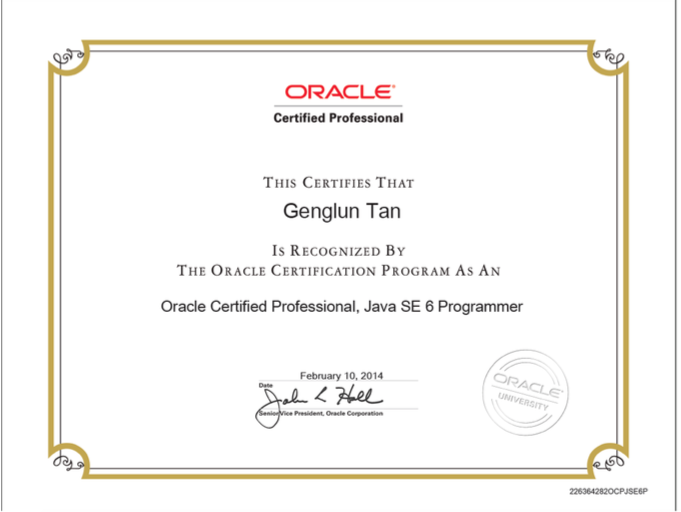 ORACLE®
Certified Professional
THIS CERTIFIES THAT
Genglun Tan
IS RECOGNIZED BY
THE ORACLE CERTIFICATION PROGRAM AS AN
Oracle Certified Professional, Java SE 6 Programmer
February 10, 2014
Date
John L Hall
Senior Vice President, Oracle Corporation
ORACLE
UNIVERSITY
226364282OCPJSE6P